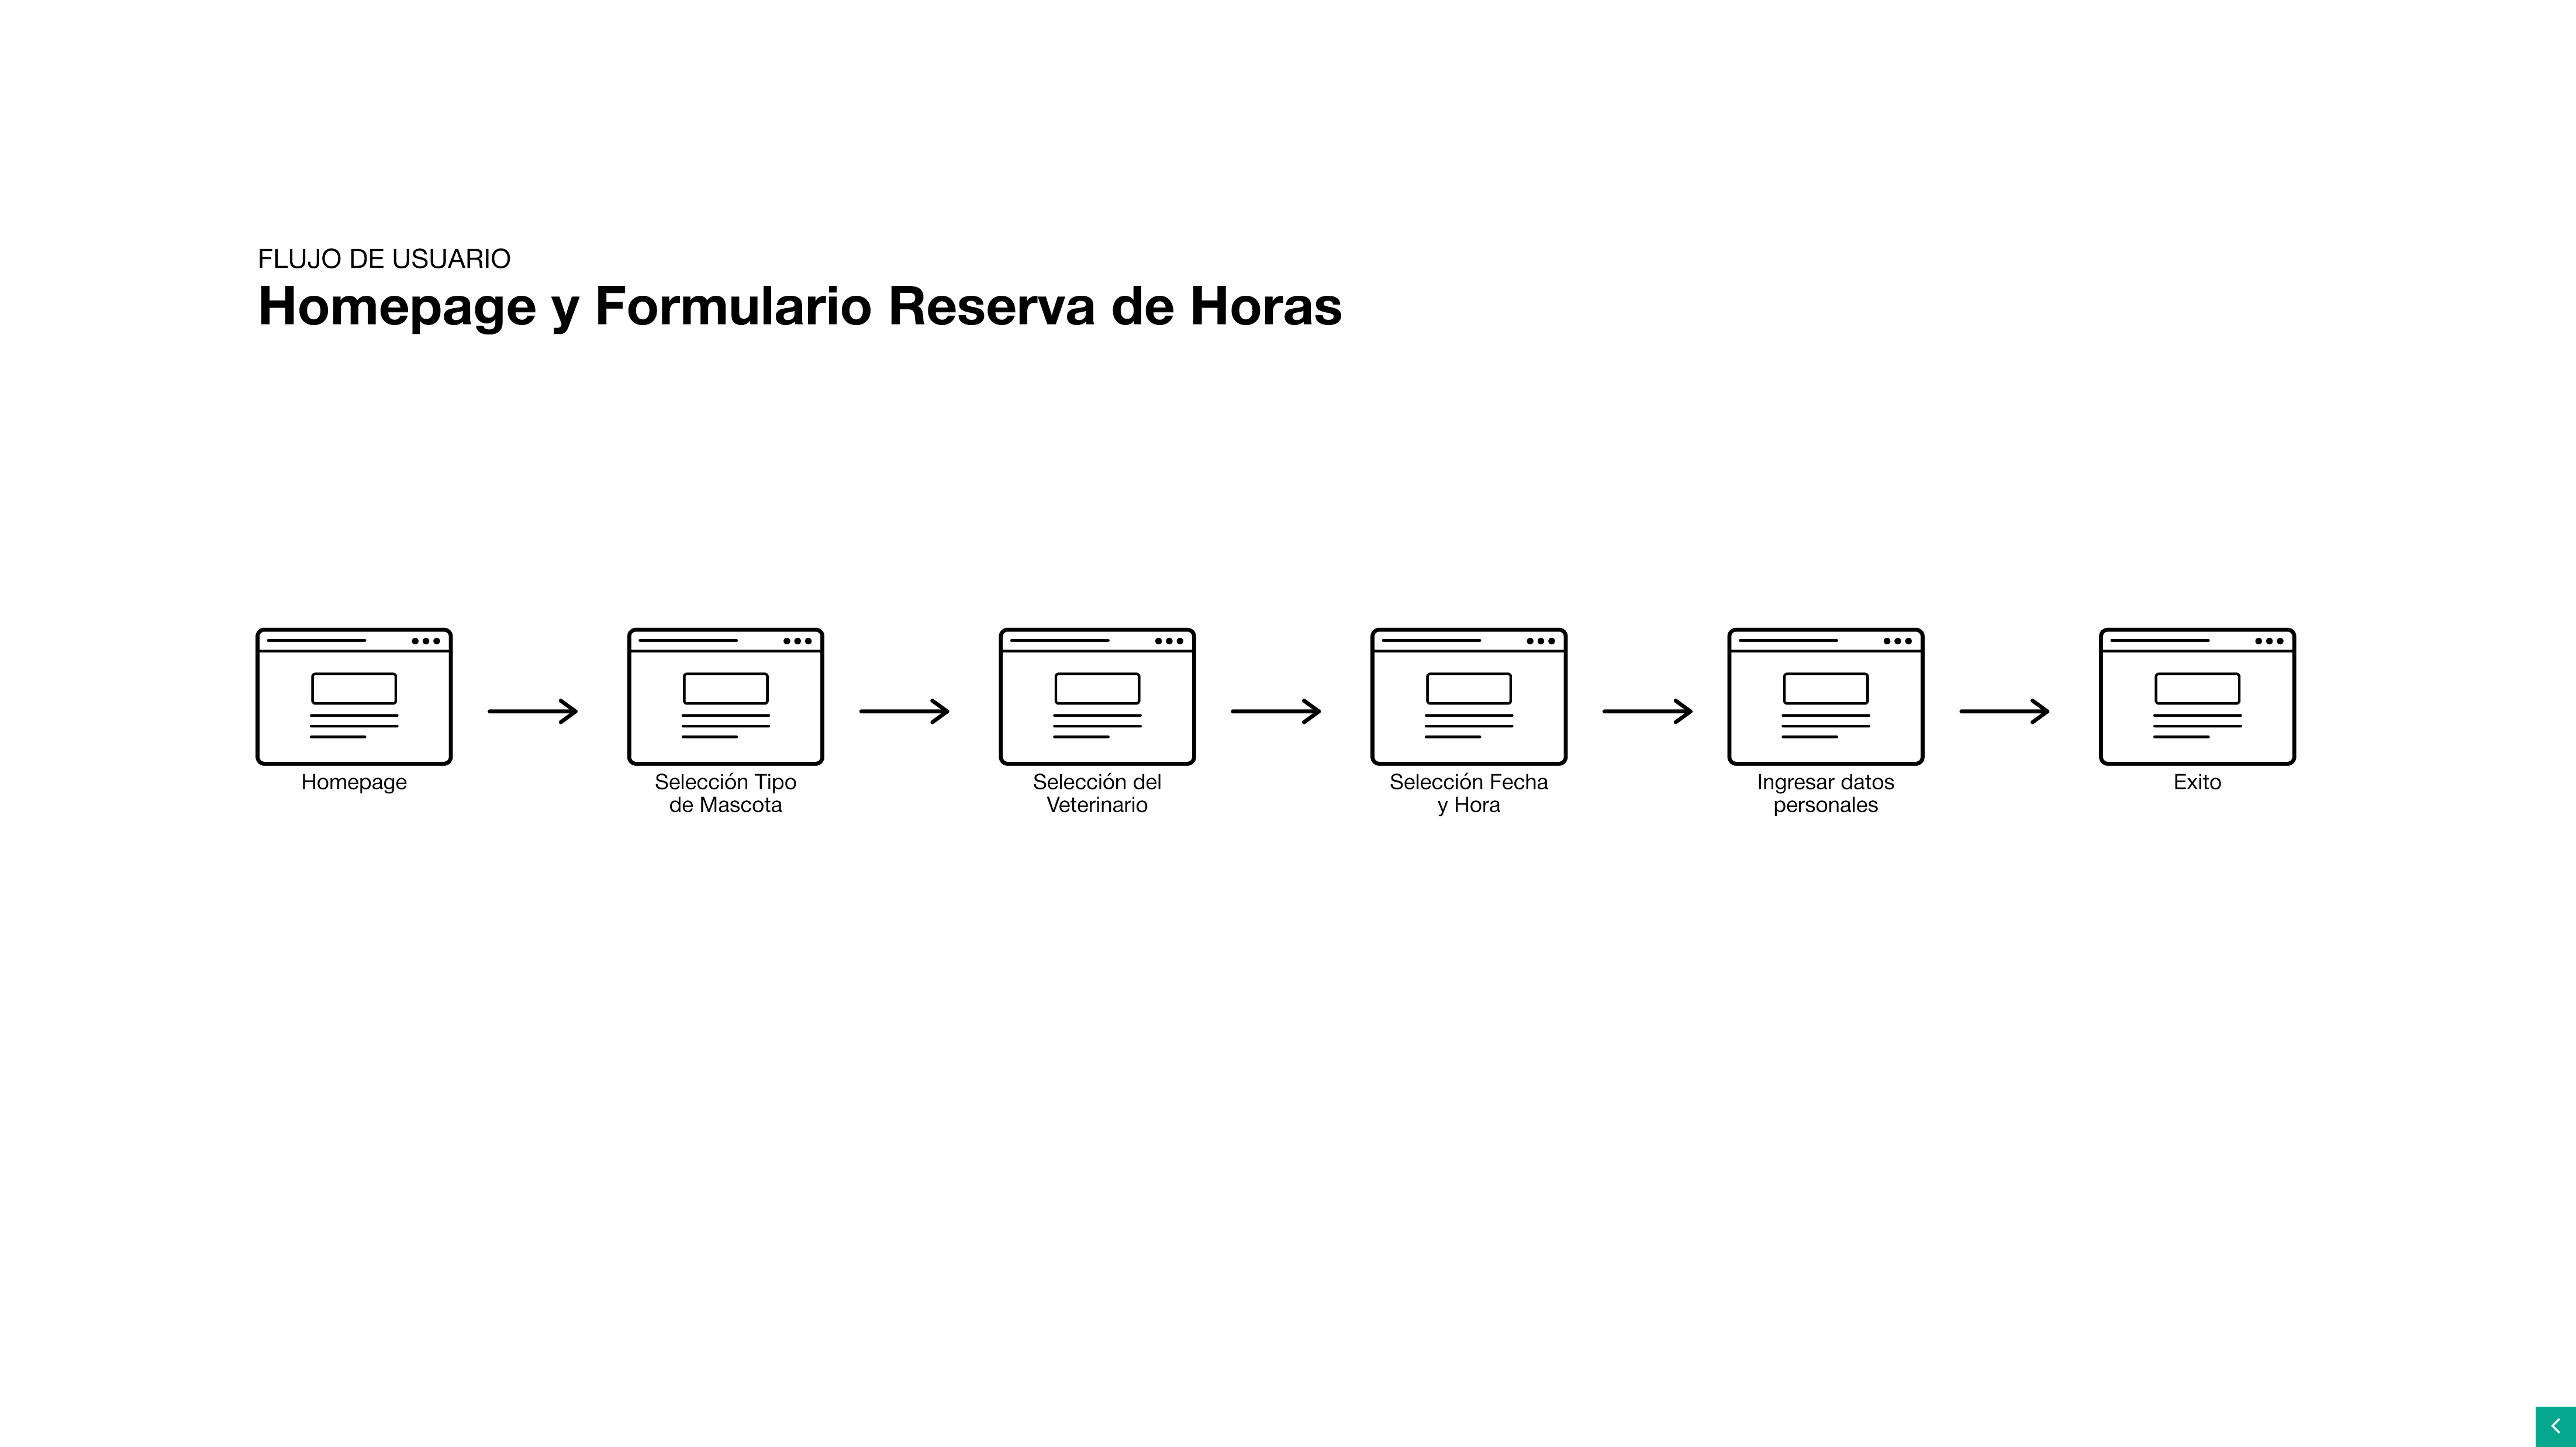 FLUJO DE USUARIO
Homepage y Formulario Reserva de Horas
Homepage
Selección Tipo
de Mascota
Selección del
Veterinario
Selección Fecha
y Hora
Ingresar datos
personales
Exito